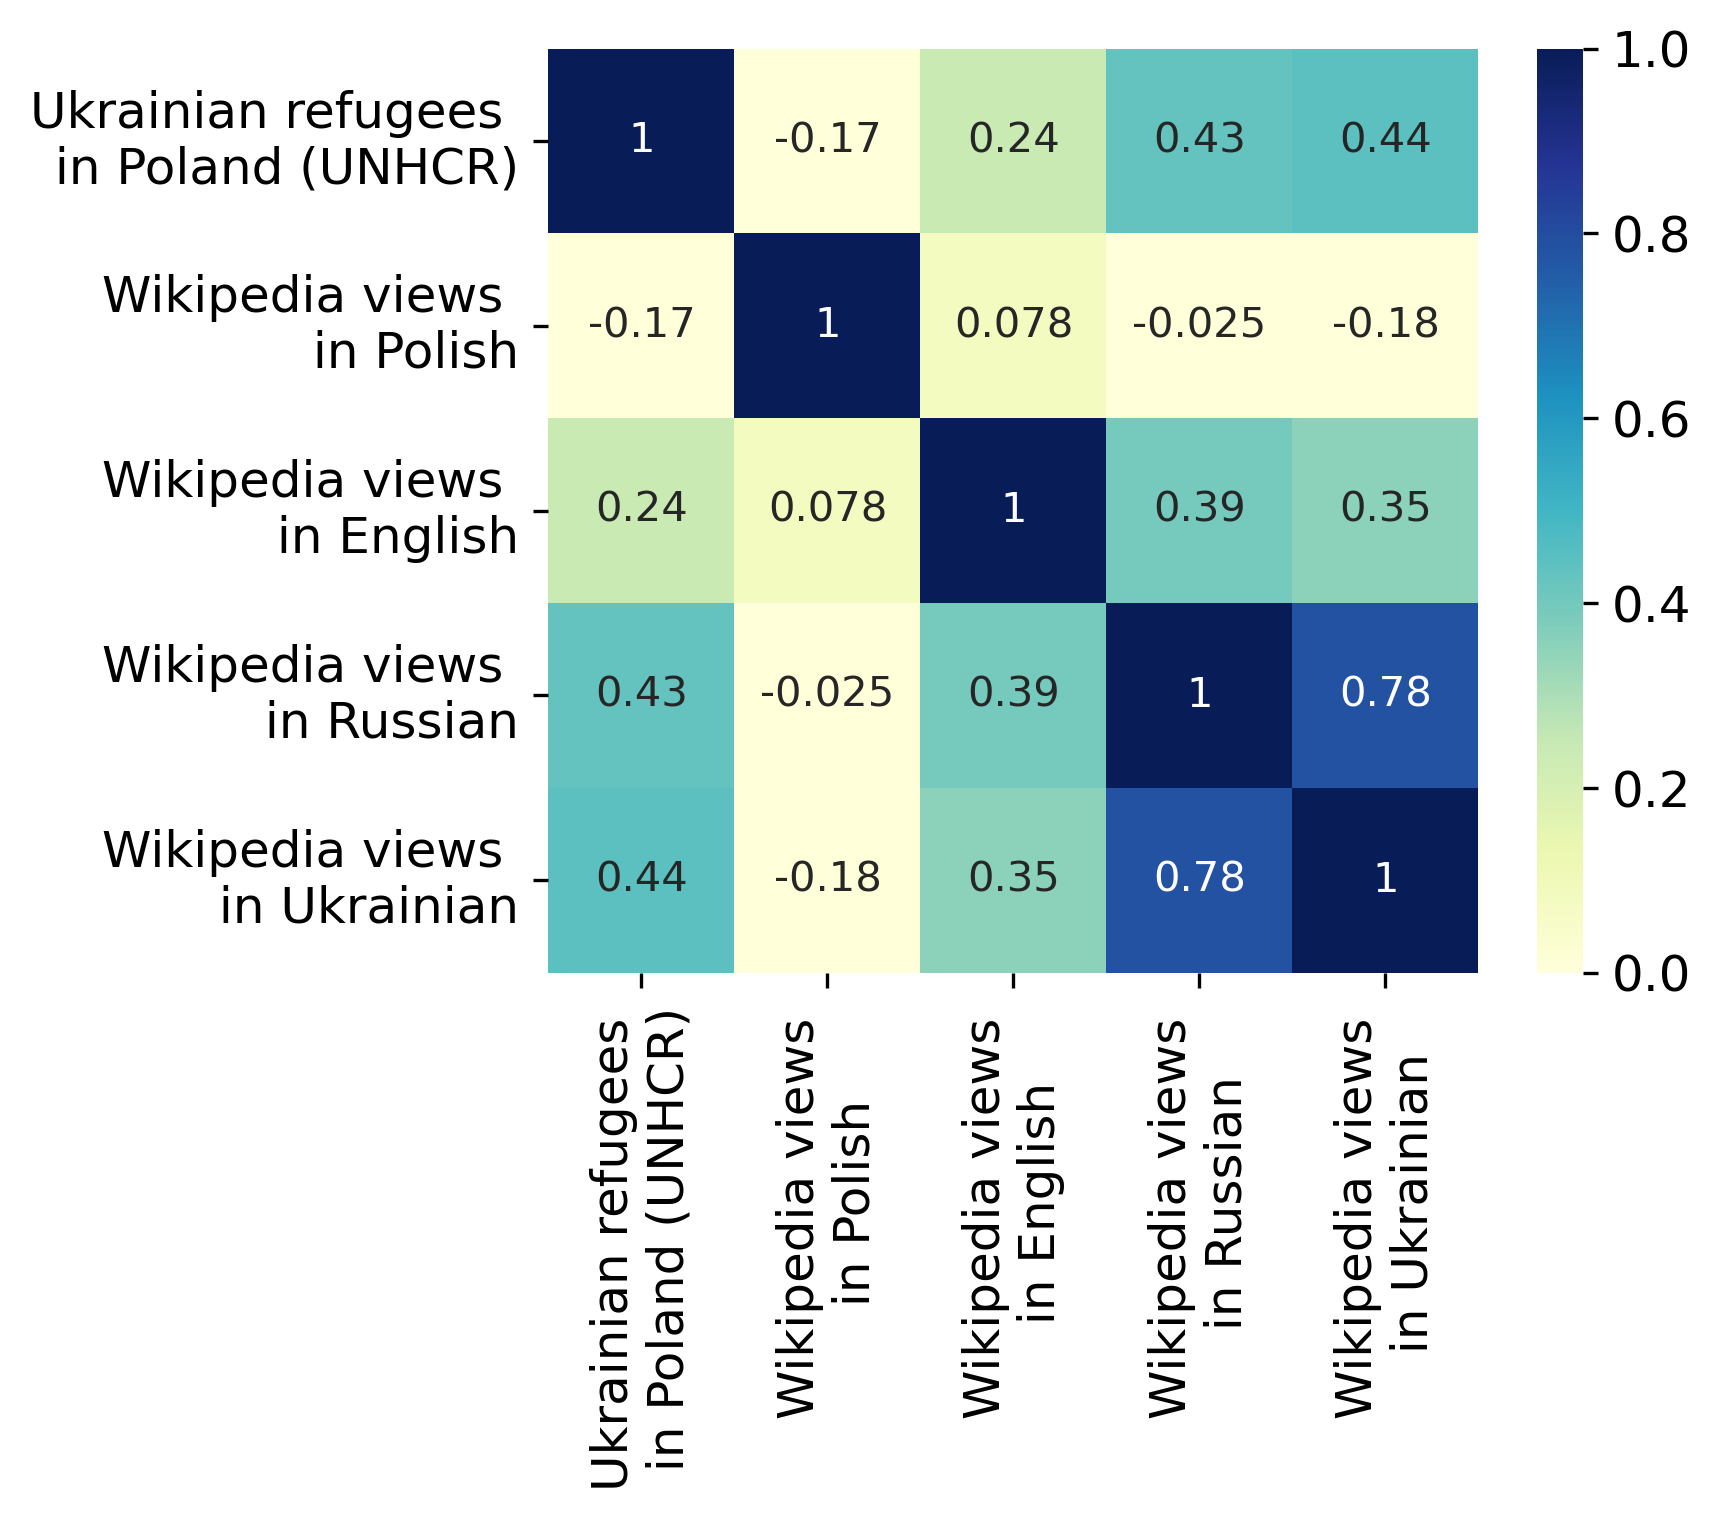 Ukrainian refugees
in Poland (UNHCR)
1 -0.17 0.24 0.43 0.44
Wikipedia views
in Polish
-0.17 1 0.078 -0.025 -0.18
Wikipedia views
in English
0.24 0.078 1 0.39 0.35
Wikipedia views
in Russian
0.43 -0.025 0.39 1 0.78
Wikipedia views
in Ukrainian
0.44 -0.18 0.35 0.78 1
Ukrainian refugees
in Poland (UNHCR)
Wikipedia views
in Polish
Wikipedia views
in English
Wikipedia views
in Russian
Wikipedia views
in Ukrainian
1.0
0.8
0.6
0.4
0.2
0.0